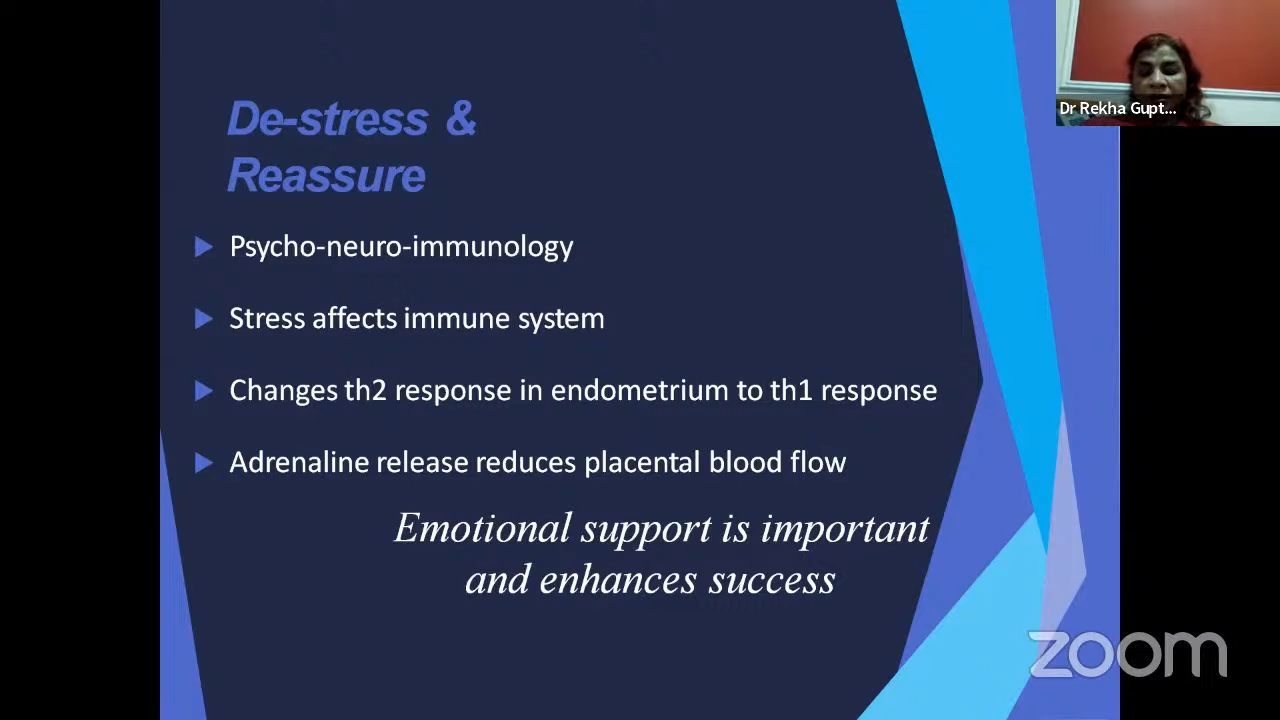 Dr Rekha Gupt...
De-stress &
Reassure
Psycho-neuro-immunology
Stress affects immune system
Changes th2 response in endometrium to th1 response
Adrenaline release reduces placental blood flow
Emotional support is important
and enhances success
zoom